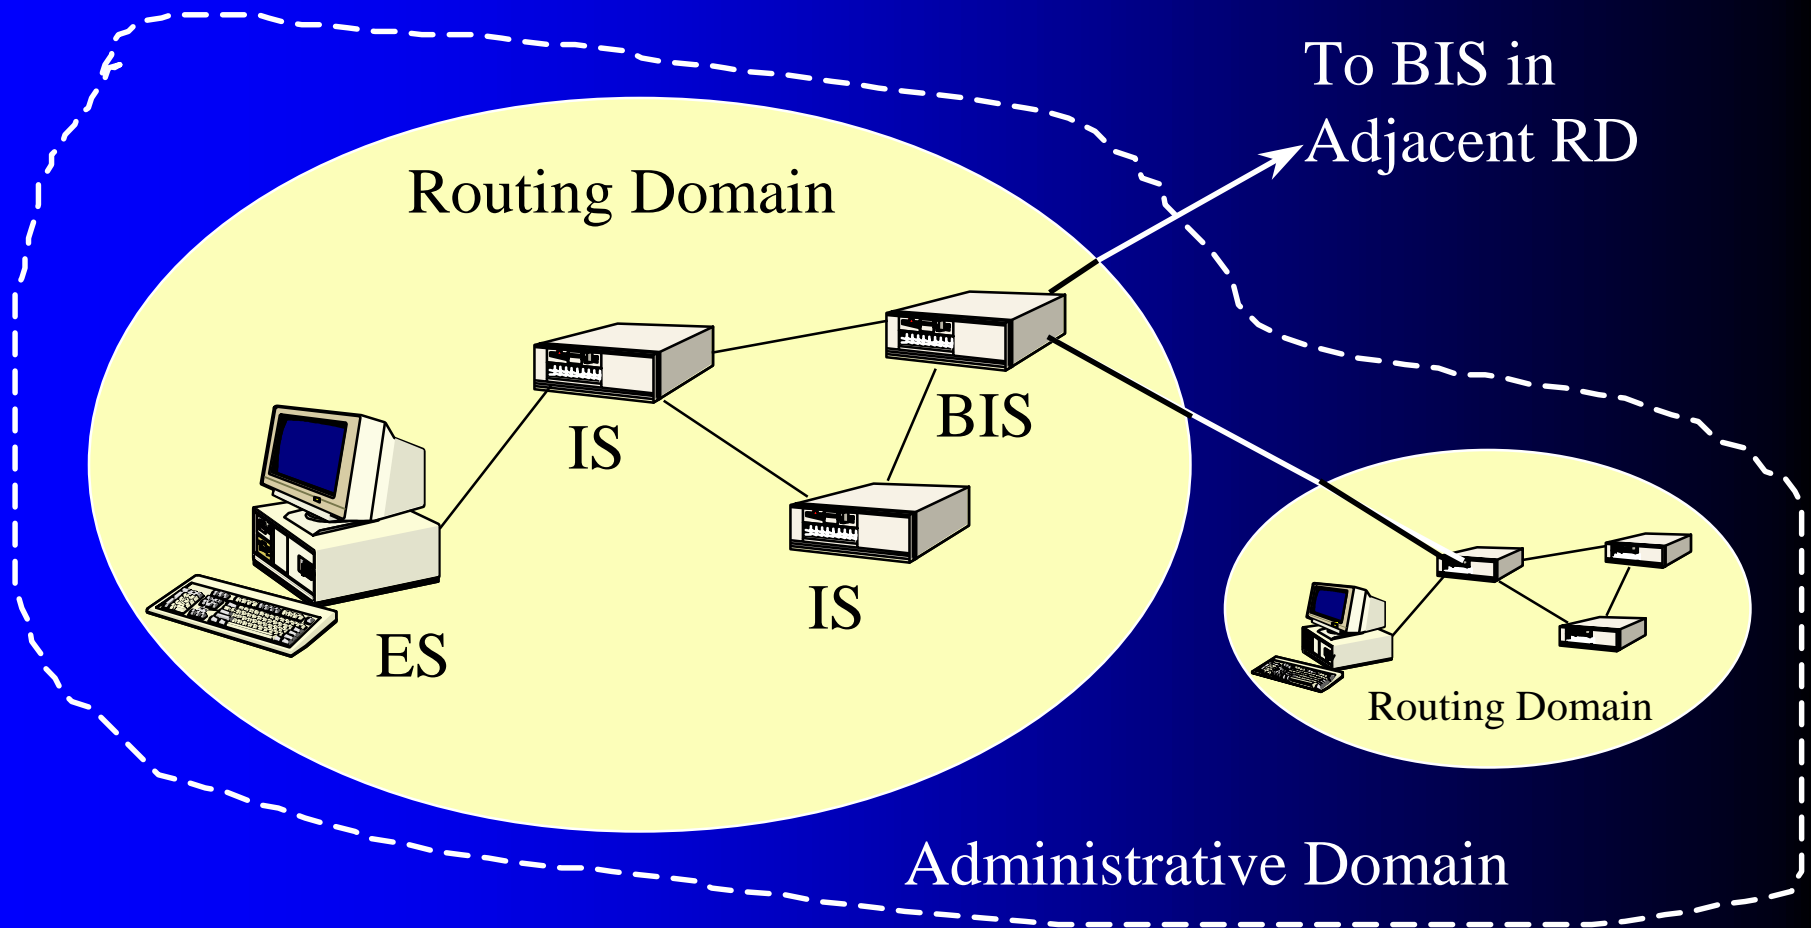 To BIS in
Adjacent RD
Routing Domain
BIS
IS
IS
ES
Routing Domain
Administrative Domain